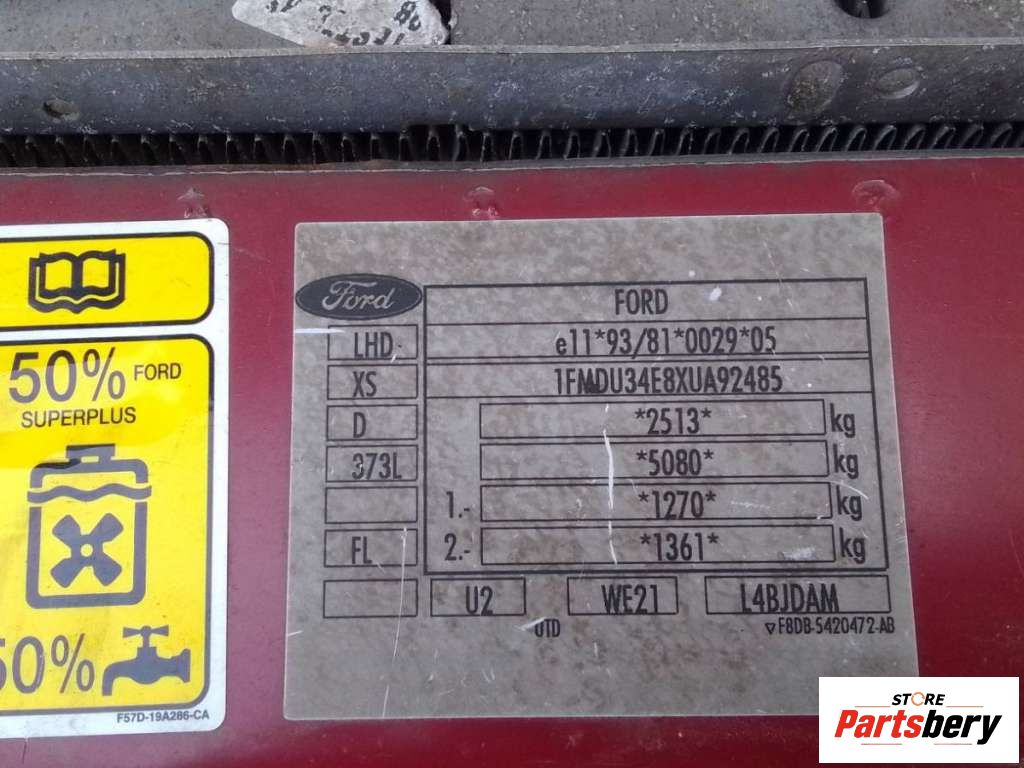 50% FORD
SUPERPLUS
50%
F57D-19A286-CA
Ford
FORD
LHD
e11*93/81*0029*05
XS
1FMDU34E8XUA92485
D
*2513* kg
373L
*5080* kg
1.- *1270* kg
FL
2.- *1361* kg
U2
WE21
L4BJDAM
UTD
F8DB-5420472-AB
STORE
Partsbery